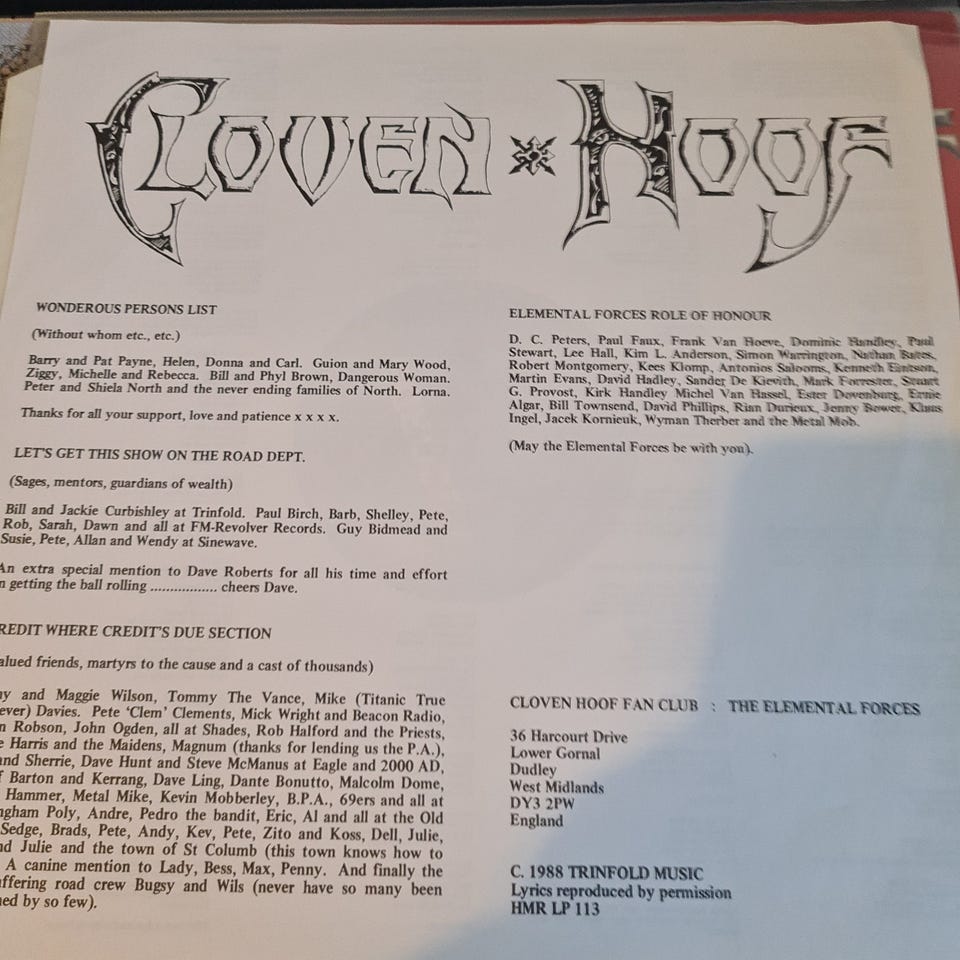 CLOVEN HOOF
WONDEROUS PERSONS LIST
(Without whom etc., etc.)
Barry and Pat Payne, Helen, Donna and Carl. Guion and Mary Wood,
Ziggy, Michelle and Rebecca. Bill and Phyl Brown, Dangerous Woman.
Peter and Shiela North and the never ending families of North. Lorna.
Thanks for all your support, love and patience x x x x.
LET'S GET THIS SHOW ON THE ROAD DEPT.
(Sages, mentors, guardians of wealth)
Bill and Jackie Curbishley at Trinfold. Paul Birch, Barb, Shelley, Pete,
Rob, Sarah, Dawn and all at FM-Revolver Records. Guy Bidmead and
Susie, Pete, Allan and Wendy at Sinewave.
An extra special mention to Dave Roberts for all his time and effort
n getting the ball rolling ................. cheers Dave.
REDIT WHERE CREDIT'S DUE SECTION
alued friends, martyrs to the cause and a cast of thousands)
ny and Maggie Wilson, Tommy The Vance, Mike (Titanic True
ever) Davies. Pete 'Clem' Clements, Mick Wright and Beacon Radio,
n Robson, John Ogden, all at Shades, Rob Halford and the Priests,
e Harris and the Maidens, Magnum (thanks for lending us the P.A.),
and Sherrie, Dave Hunt and Steve McManus at Eagle and 2000 AD,
f Barton and Kerrang, Dave Ling, Dante Bonutto, Malcolm Dome,
Hammer, Metal Mike, Kevin Mobberley, B.P.A., 69ers and all at
ngham Poly, Andre, Pedro the bandit, Eric, Al and all at the Old
Sedge, Brads, Pete, Andy, Kev, Pete, Zito and Koss, Dell, Julie,
nd Julie and the town of St Columb (this town knows how to
A canine mention to Lady, Bess, Max, Penny. And finally the
uffering road crew Bugsy and Wils (never have so many been
ned by so few).
ELEMENTAL FORCES ROLE OF HONOUR
D. C. Peters, Paul Faux, Frank Van Hoeve, Dominic Handley, Paul
Stewart, Lee Hall, Kim L. Anderson, Simon Warrington, Nathan Bates,
Robert Montgomery, Kees Klomp, Antonios Salooms, Kenneth
Martin Evans, David Hadley, Sander De Kievith, Mark Forrester, Stuart
G. Provost, Kirk Handley Michel Van Hassel, Ester Dovenburg, Ernie
Algar, Bill Townsend, David Phillips, Rian Durieux, Jenny Bower, Klaus
Ingel, Jacek Kornieuk, Wyman Therber and the Metal Mob.
(May the Elemental Forces be with you).
CLOVEN HOOF FAN CLUB : THE ELEMENTAL FORCES
36 Harcourt Drive
Lower Gornal
Dudley
West Midlands
DY3 2PW
England
C. 1988 TRINFOLD MUSIC
Lyrics reproduced by permission
HMR LP 113